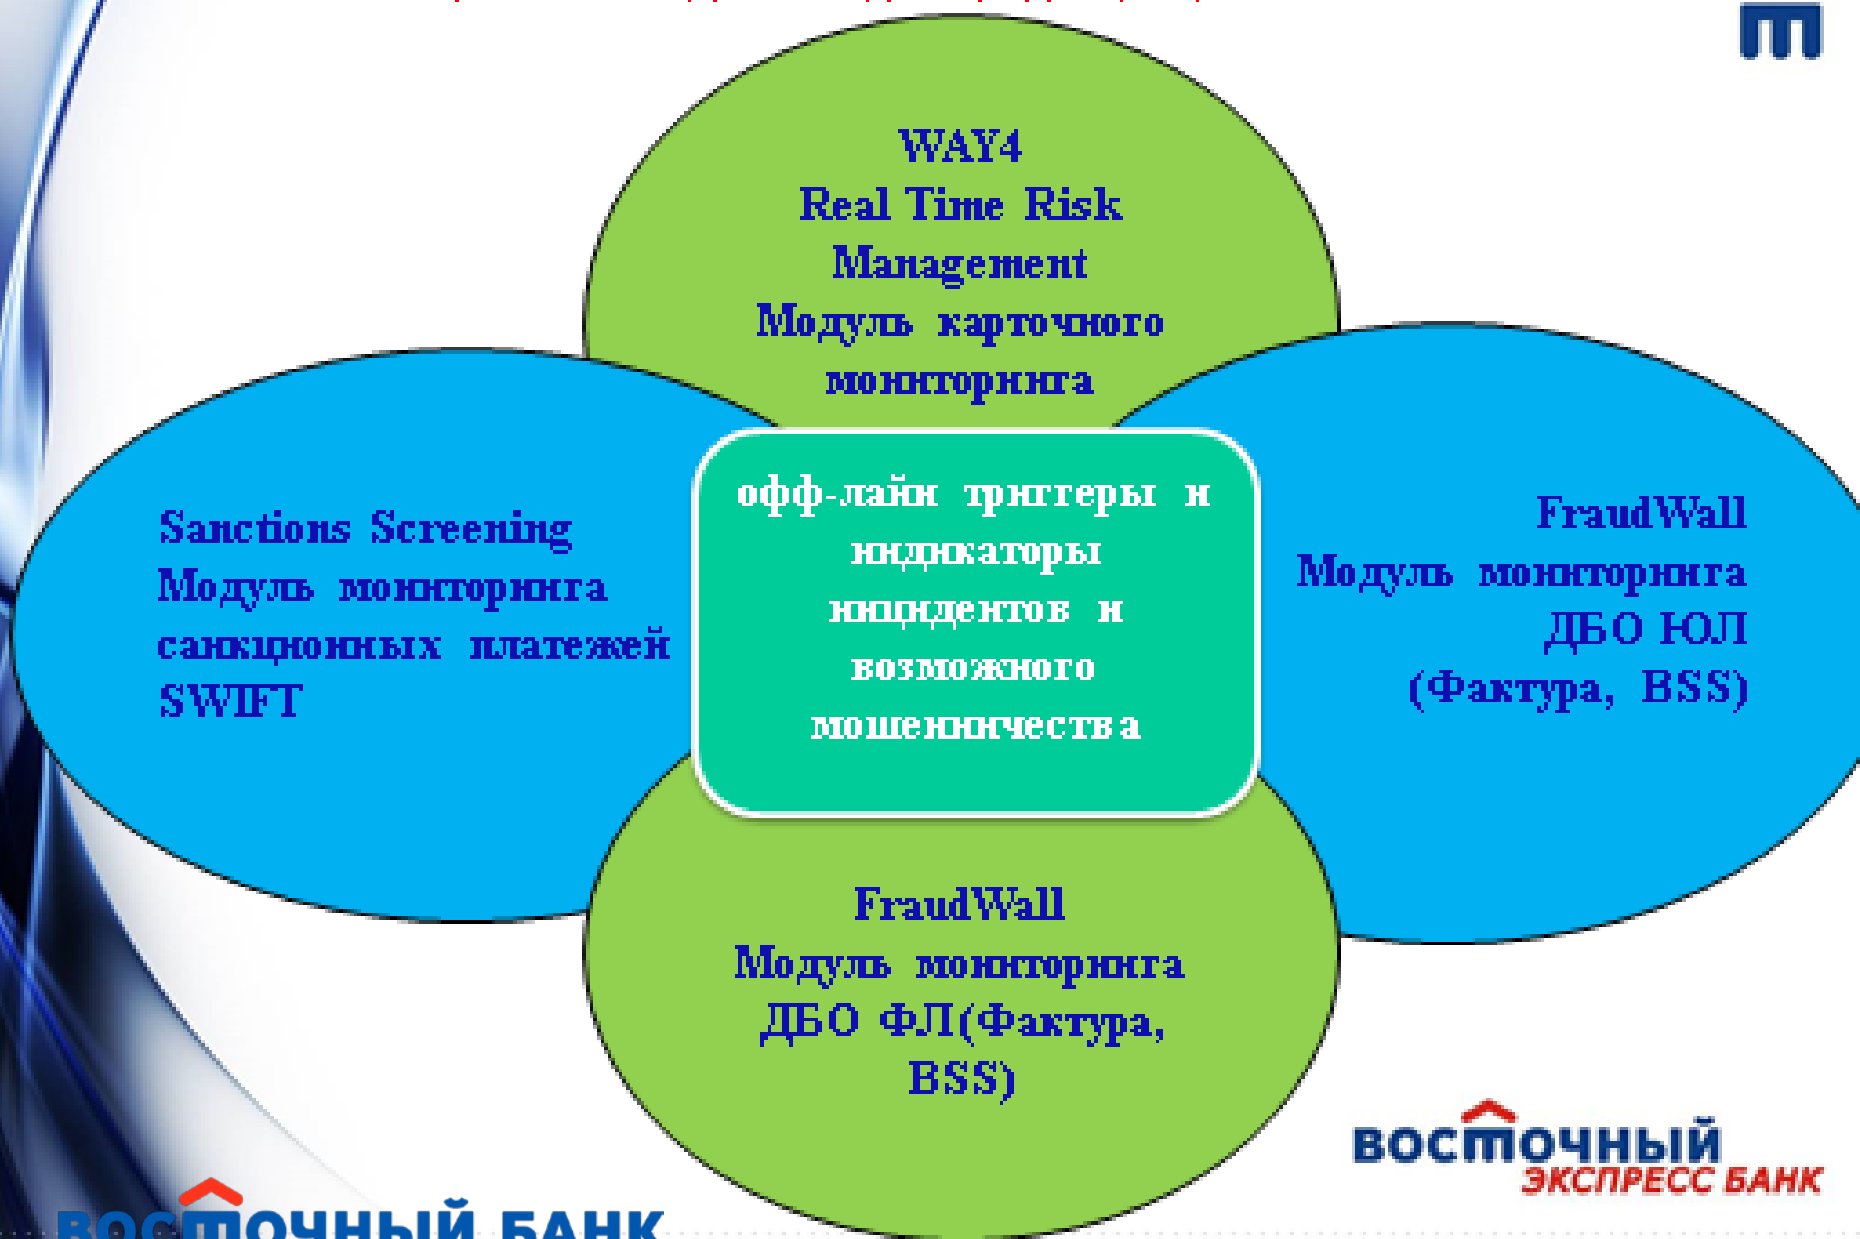 WAY4
Real Time Risk
Management
Модуль карточного
мониторинга
Sanctions Screening
Модуль мониторинга
санкционных платежей
SWIFT
офф-лайн триггеры и
индикаторы
инцидентов и
возможного
мошенничества
FraudWall
Модуль мониторинга
ДБО ЮЛ
(Фактура, BSS)
FraudWall
Модуль мониторинга
ДБО ФЛ(Фактура,
BSS)
восточный
ЭКСПРЕСС БАНК
восточный БАНК